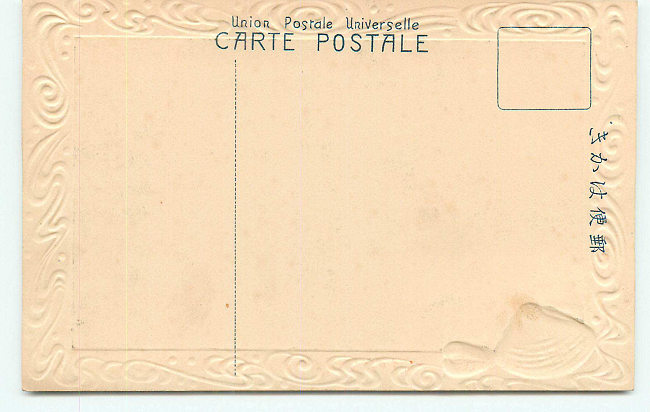 Union Postale Universelle
CARTE POSTALE
きかは便郵